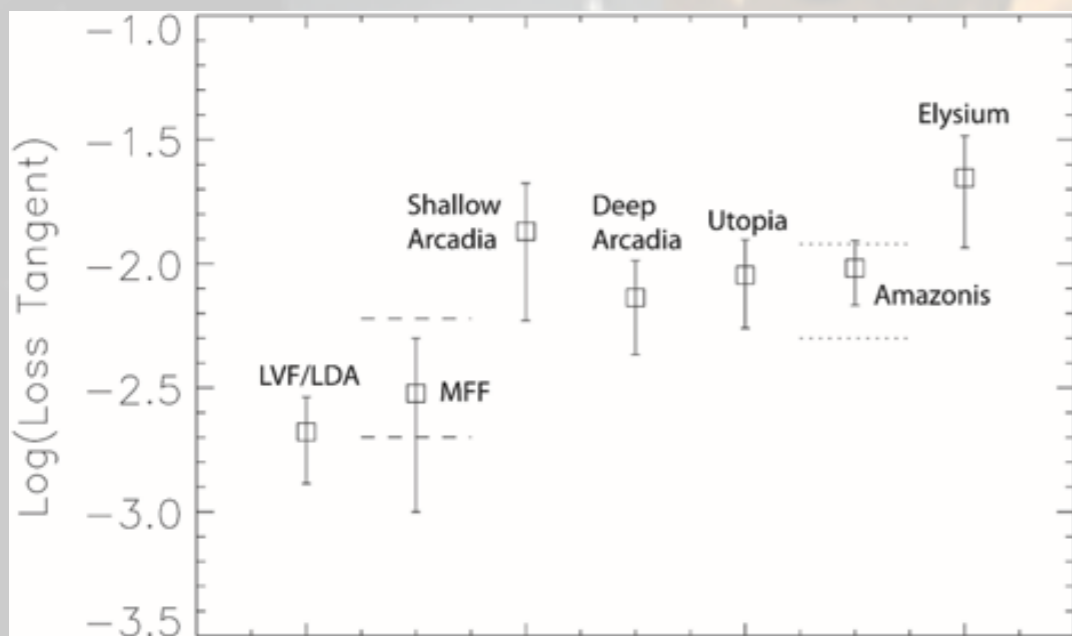 Log(Loss Tangent)
−1.0
−1.5
−2.0
−2.5
−3.0
−3.5
LVF/LDA
MFF
Shallow
Arcadia
Deep
Arcadia
Utopia
Amazonis
Elysium